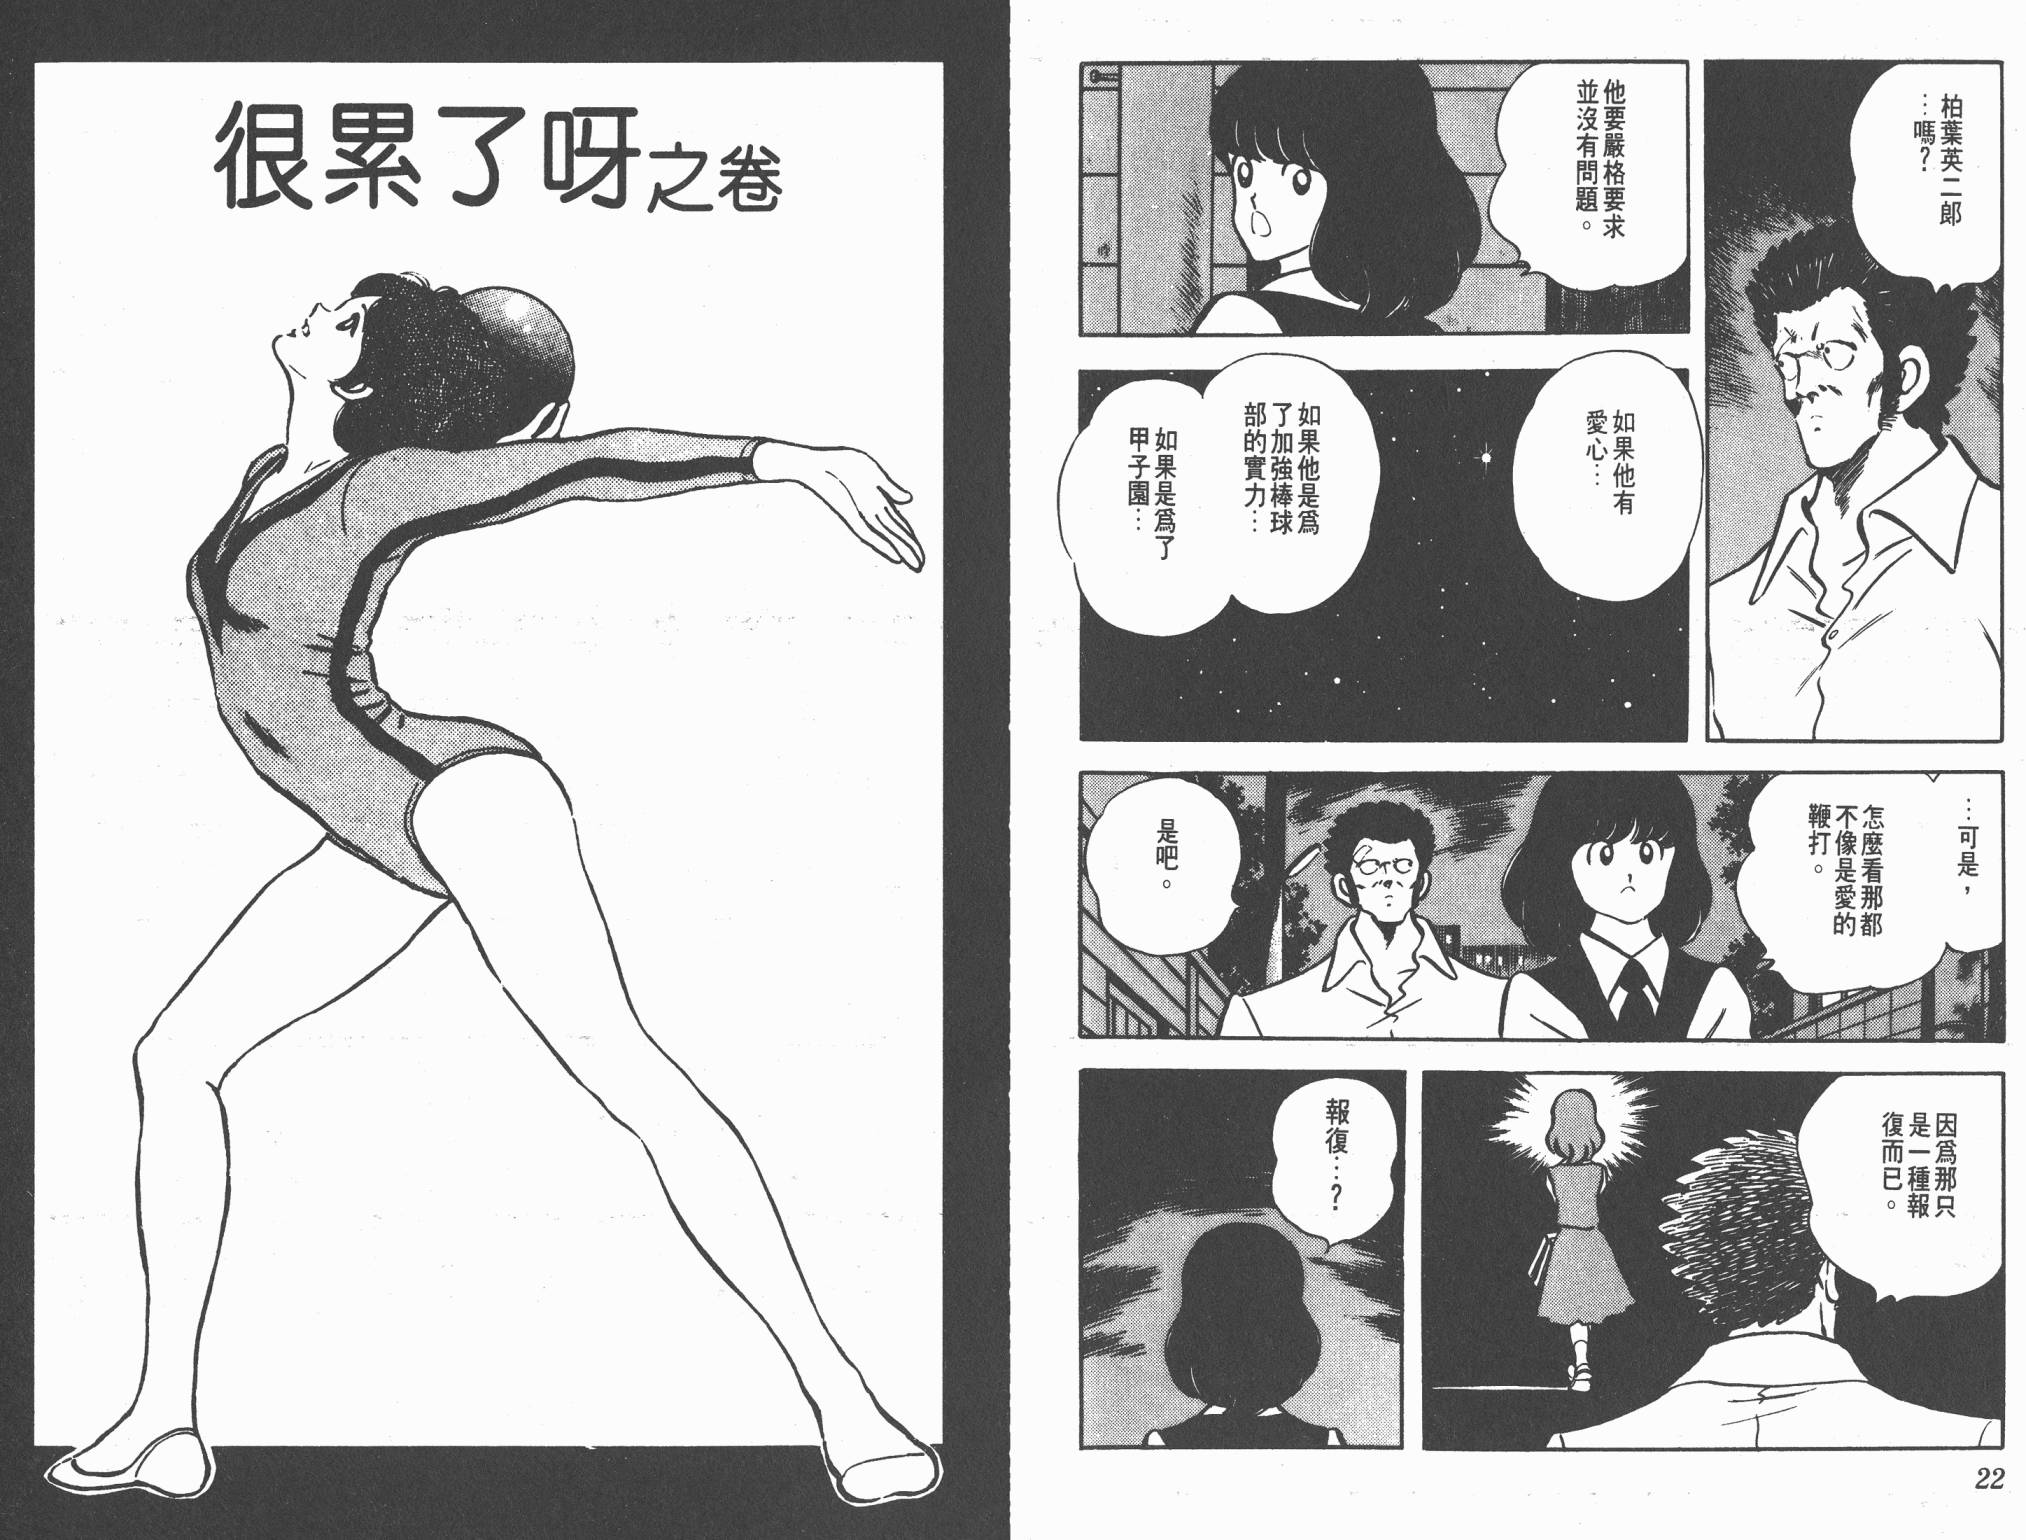 柏葉英二郎
…嗎？
他要嚴格要求
並沒有問題。
如果他有
愛心…
如果他是爲
了加強棒球
部的實力…
如果是爲了
甲子園…
…可是，
怎麼看那都
不像是愛的
鞭打。
是吧。
因爲那只
是一種報
復而已。
報復…？
22
很累了呀之卷